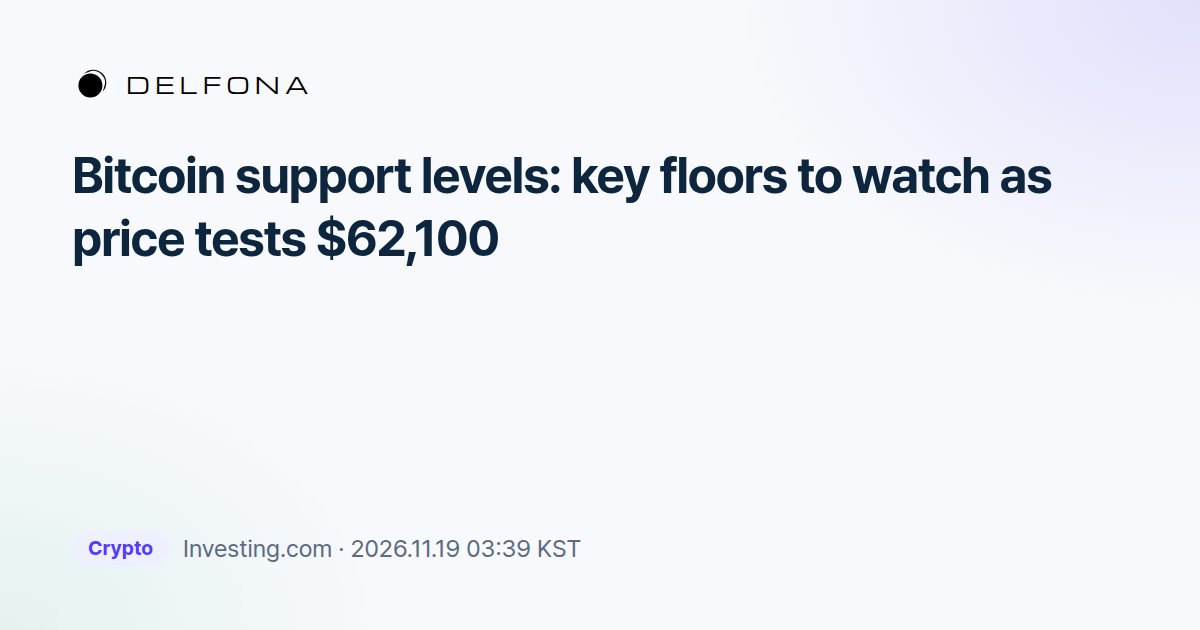 DELFONA
Bitcoin support levels: key floors to watch as
price tests $62,100
Crypto Investing.com · 2026.11.19 03:39 KST